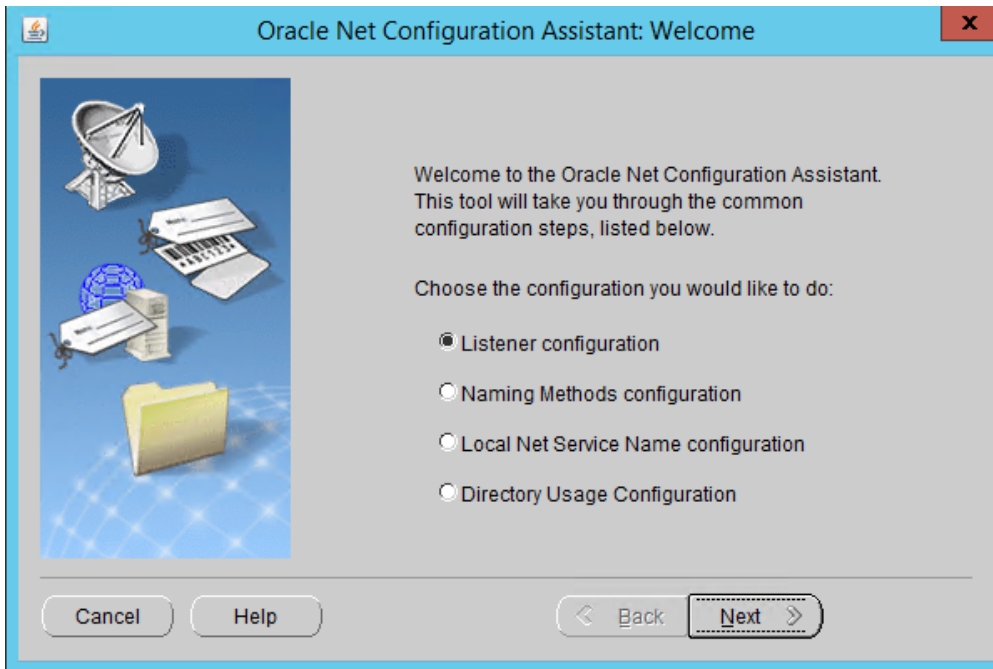 Oracle Net Configuration Assistant: Welcome
X
Welcome to the Oracle Net Configuration Assistant.
This tool will take you through the common
configuration steps, listed below.
Choose the configuration you would like to do:
Listener configuration
Naming Methods configuration
Local Net Service Name configuration
Directory Usage Configuration
Cancel
Help
Back
Next